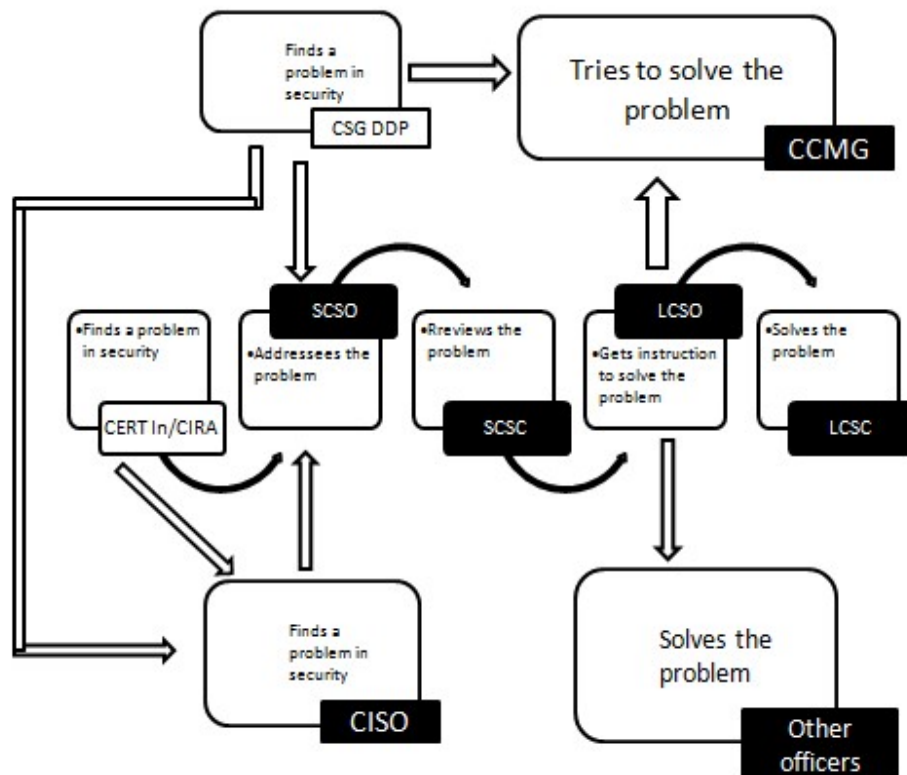 Finds a
problem in
security
CSG DDP
Tries to solve the
problem
CCMG
•Finds a problem
in security
CERT In/CIRA
SCSO
•Addressees the
problem
•Rreviews the
problem
SCSC
LCSO
•Gets instruction
to solve the
problem
•Solves the
problem
LCSC
Finds a
problem in
security
CISO
Solves the
problem
Other
officers